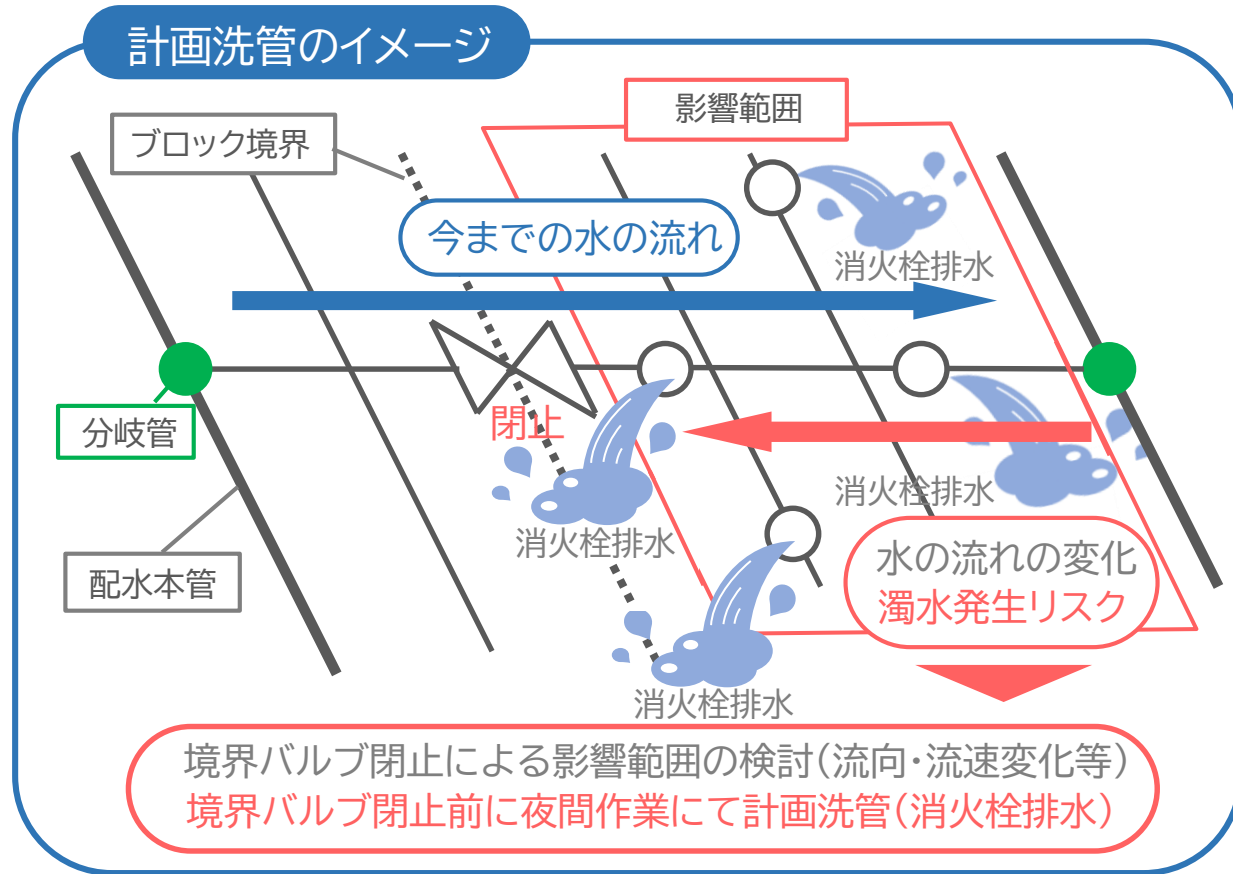 計画洗管のイメージ
影響範囲
ブロック境界
今までの水の流れ
消火栓排水
分岐管
閉止
消火栓排水
消火栓排水
配水本管
水の流れの変化
濁水発生リスク
消火栓排水
境界バルブ閉止による影響範囲の検討(流向・流速変化等)
境界バルブ閉止前に夜間作業にて計画洗管(消火栓排水)